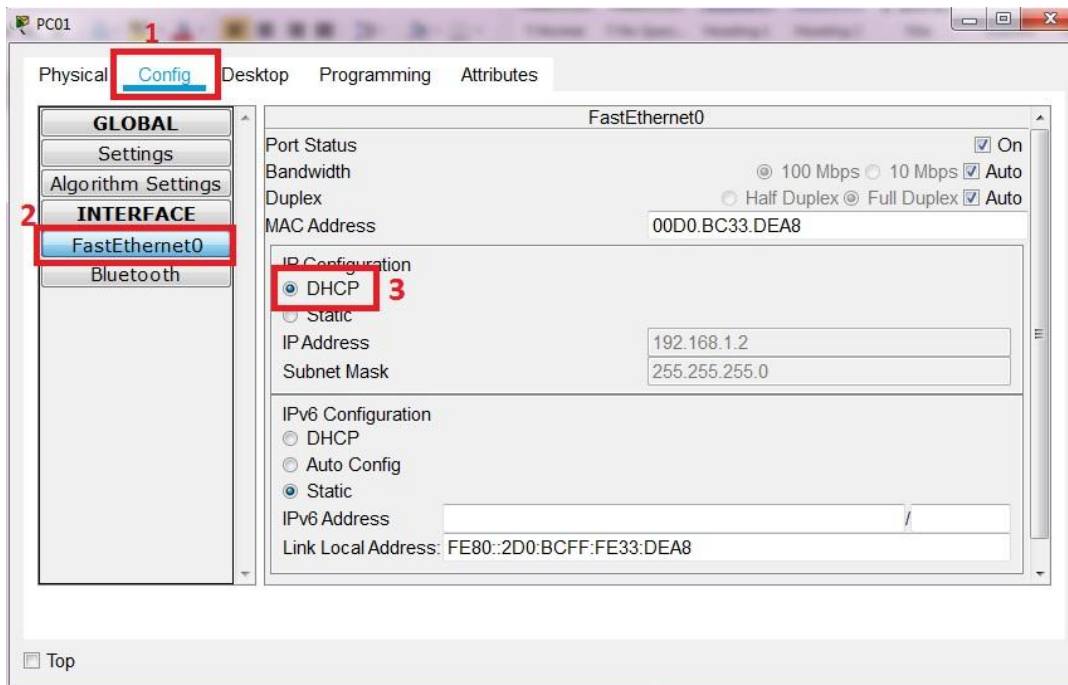 PC01
1
Physical Config Desktop Programming Attributes
GLOBAL
Settings
Algorithm Settings
2 INTERFACE
FastEthernet0
Bluetooth
FastEthernet0
Port Status On
Bandwidth 100 Mbps 10 Mbps Auto
Duplex Half Duplex Full Duplex Auto
MAC Address 00D0.BC33.DEA8
IP Configuration
DHCP 3
Static
IP Address 192.168.1.2
Subnet Mask 255.255.255.0
IPv6 Configuration
DHCP
Auto Config
Static
IPv6 Address /
Link Local Address: FE80::2D0:BCFF:FE33:DEA8
Top